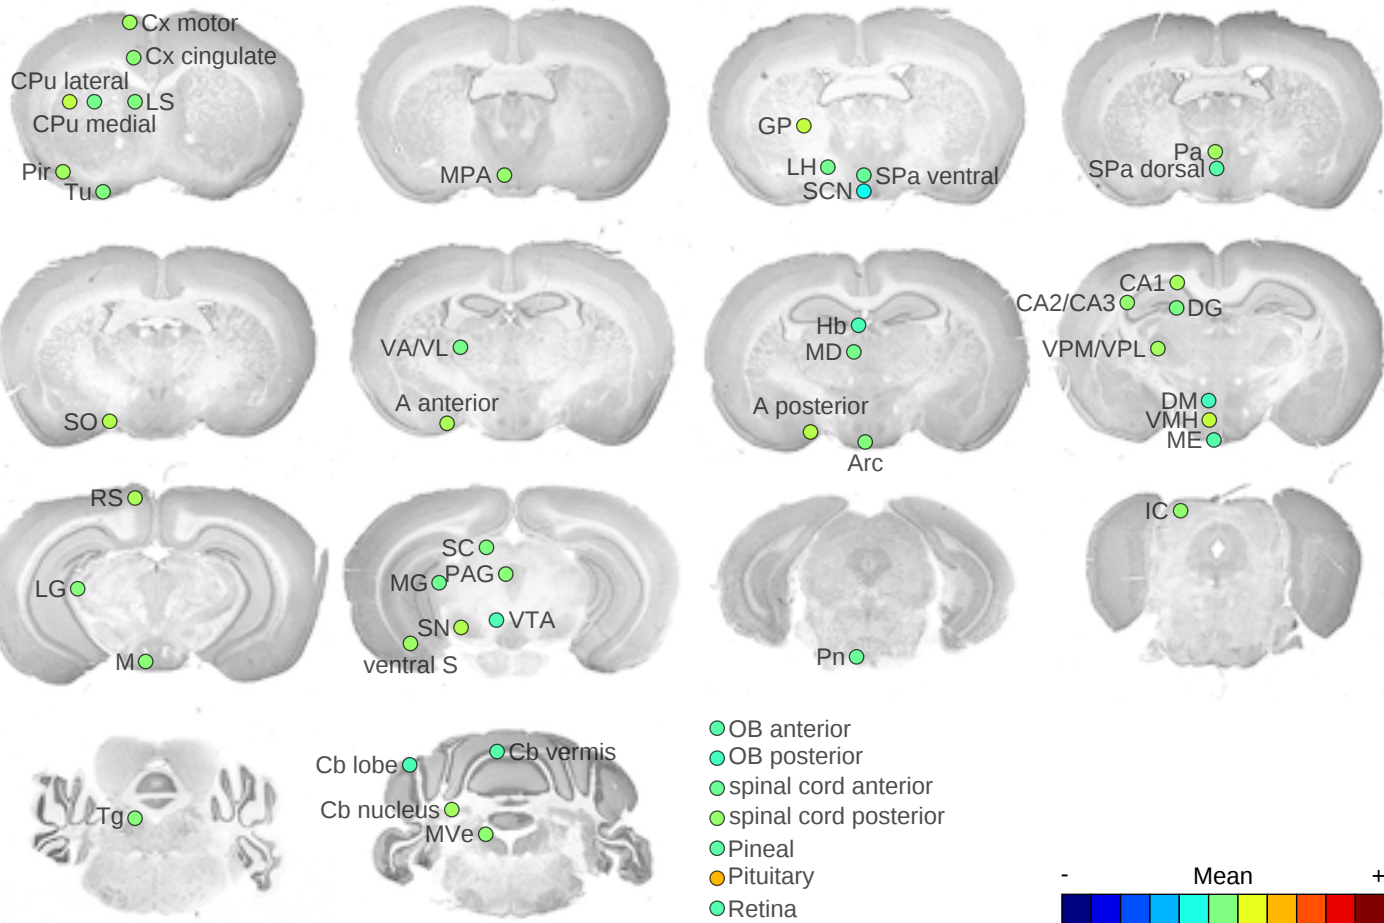 Cx motor
Cx cingulate
CPu lateral
LS
CPu medial
Pir
Tu
MPA
GP
LH
SPa ventral
SCN
Pa
SPa dorsal
SO
VA/VL
A anterior
Hb
MD
A posterior
Arc
CA1
CA2/CA3
DG
VPM/VPL
DM
VMH
ME
RS
LG
M
SC
MG
PAG
SN
VTA
ventral S
Pn
IC
Tg
Cb lobe
Cb vermis
Cb nucleus
MVe
OB anterior
OB posterior
spinal cord anterior
spinal cord posterior
Pineal
Pituitary
Retina
- Mean +